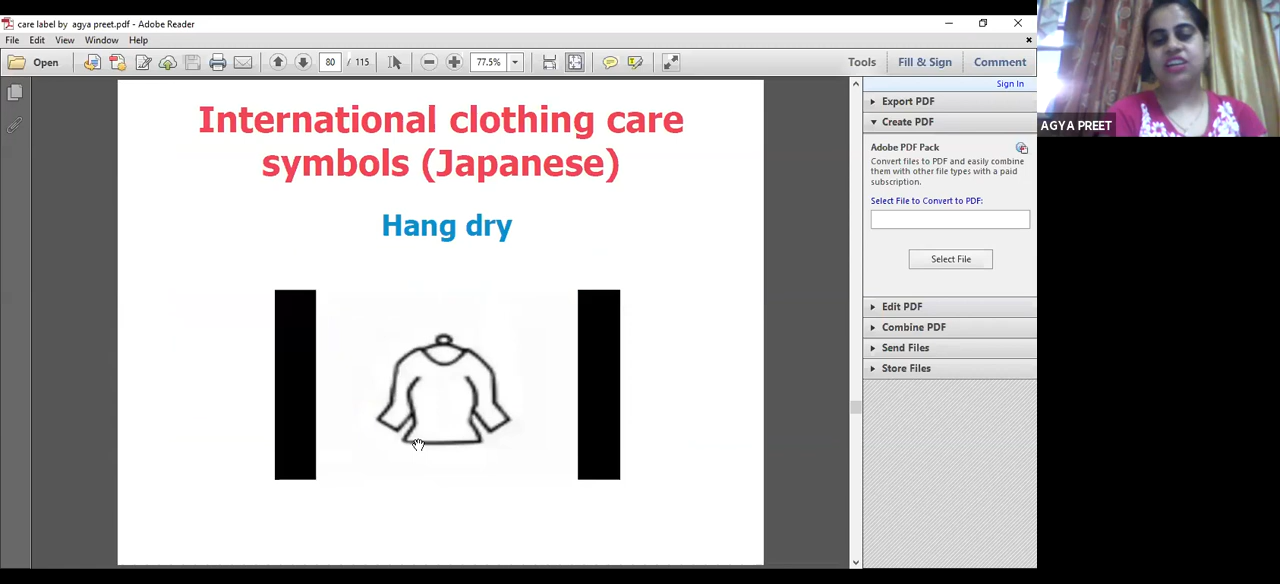 care label by agya preet.pdf - Adobe Reader
File Edit View Window Help
Open 80 / 115 77.5% Tools Fill & Sign Comment
Sign In
International clothing care
symbols (Japanese)
Hang dry
Export PDF
Create PDF
Adobe PDF Pack
Convert files to PDF and easily combine
them with other file types with a paid
subscription.
Select File to Convert to PDF:
Select File
Edit PDF
Combine PDF
Send Files
Store Files
AGYA PREET